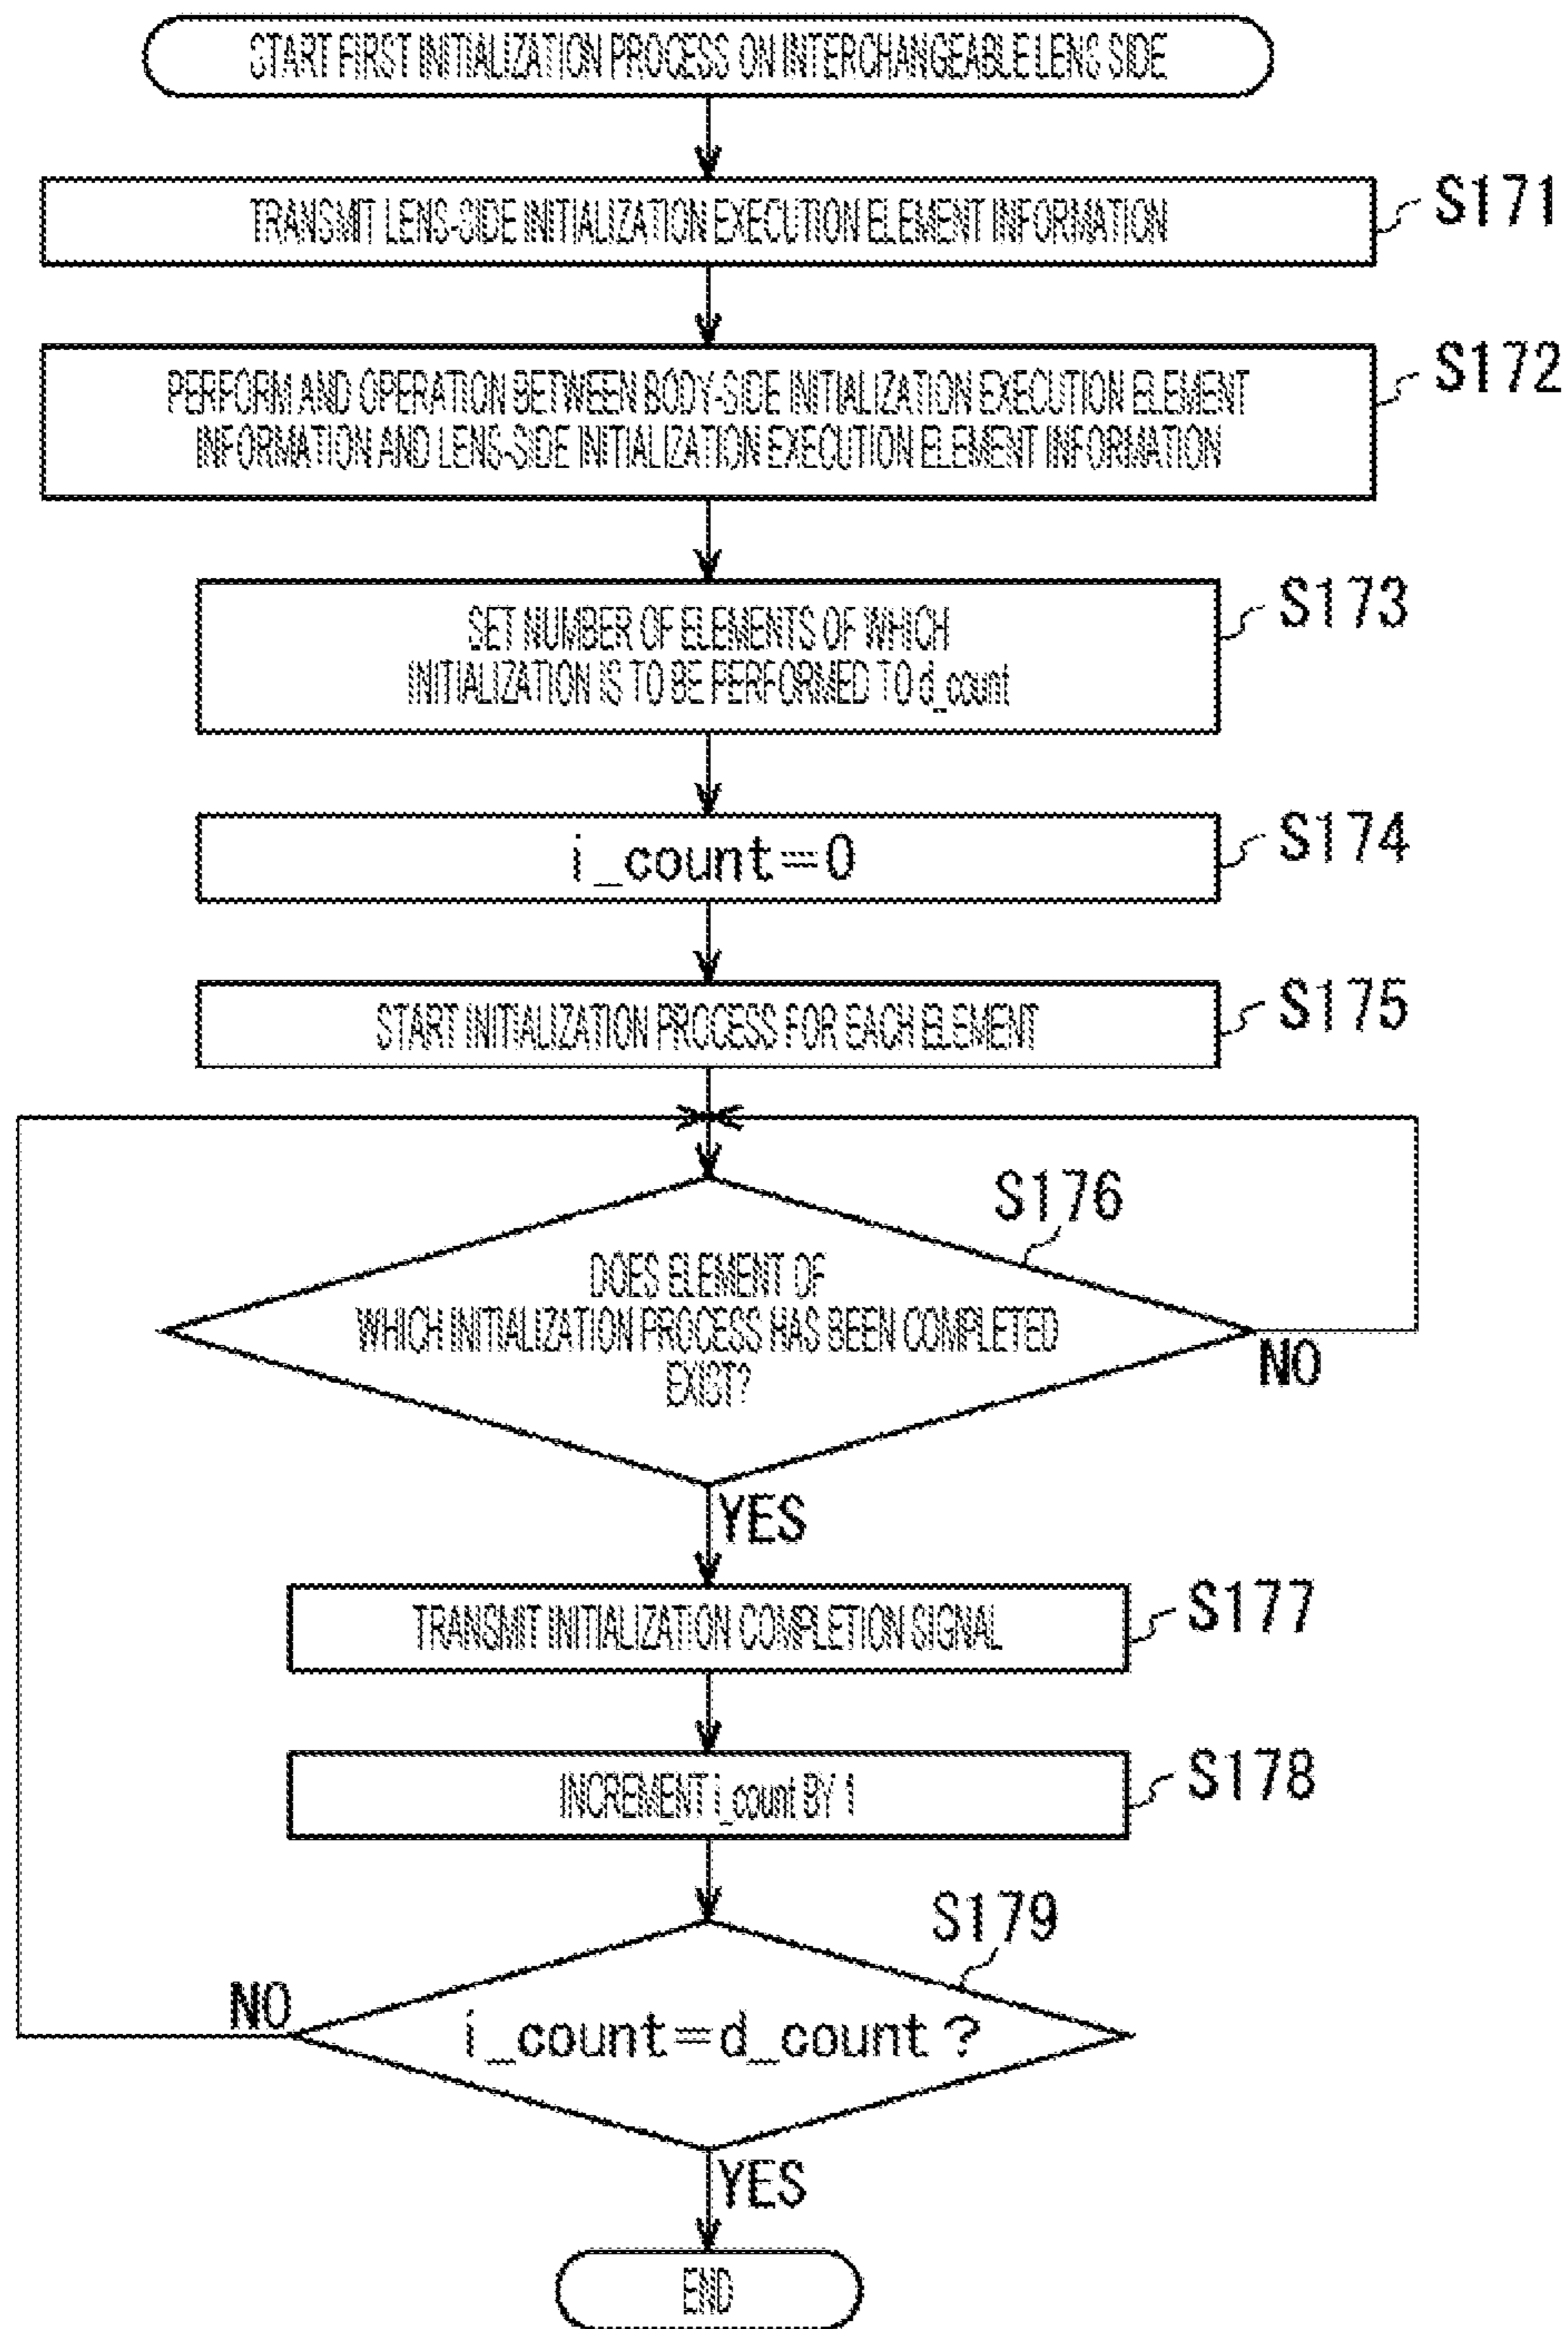 START FIRST INITIALIZATION PROCESS ON INTERCHANGEABLE LENS SIDE
TRANSMIT LENS-SIDE INITIALIZATION EXECUTION ELEMENT INFORMATION
S171
PERFORM AND OPERATION BETWEEN BODY-SIDE INITIALIZATION EXECUTION ELEMENT
INFORMATION AND LENS-SIDE INITIALIZATION EXECUTION ELEMENT INFORMATION
S172
SET NUMBER OF ELEMENTS OF WHICH
INITIALIZATION IS TO BE PERFORMED TO d_count
S173
i_count=0
S174
START INITIALIZATION PROCESS FOR EACH ELEMENT
S175
S176
DOES ELEMENT OF
WHICH INITIALIZATION PROCESS HAS BEEN COMPLETED
EXIST?
NO
YES
TRANSMIT INITIALIZATION COMPLETION SIGNAL
S177
INCREMENT i_count BY 1
S178
S179
NO
i_count=d_count?
YES
END